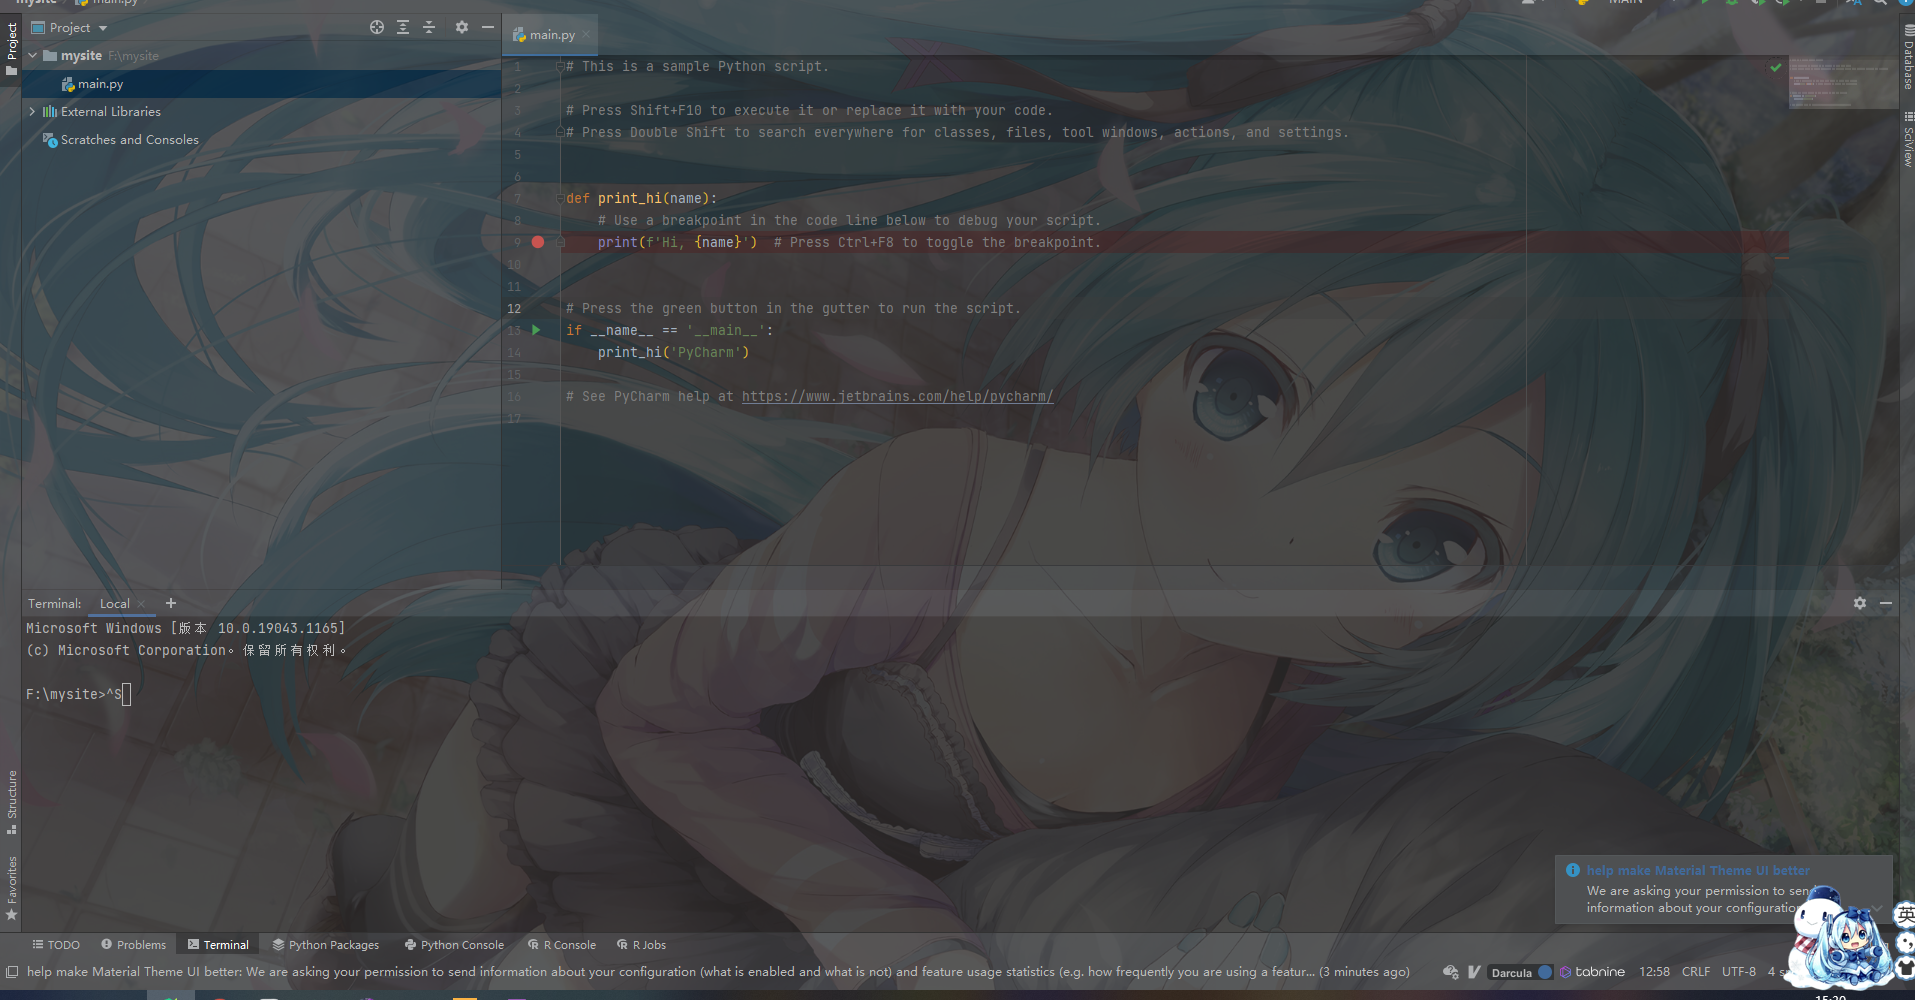 mysite
main.py
MAIN
Project
Project
mysite F:\mysite
main.py
External Libraries
Scratches and Consoles
main.py
1 # This is a sample Python script.
2
3 # Press Shift+F10 to execute it or replace it with your code.
4 # Press Double Shift to search everywhere for classes, files, tool windows, actions, and settings.
5
6
7 def print_hi(name):
8 # Use a breakpoint in the code line below to debug your script.
9 print(f'Hi, {name}') # Press Ctrl+F8 to toggle the breakpoint.
10
11
12 # Press the green button in the gutter to run the script.
13 if __name__ == '__main__':
14 print_hi('PyCharm')
15
16 # See PyCharm help at https://www.jetbrains.com/help/pycharm/
17
Database
SciView
Terminal: Local
Microsoft Windows [版本 10.0.19043.1165]
(c) Microsoft Corporation。保留所有权利。
F:\mysite>^S
Structure
Favorites
help make Material Theme UI better
We are asking your permission to send
information about your configuration
英
TODO Problems Terminal Python Packages Python Console R Console R Jobs
help make Material Theme UI better: We are asking your permission to send information about your configuration (what is enabled and what is not) and feature usage statistics (e.g. how frequently you are using a featur... (3 minutes ago)
Darcula tabnine 12:58 CRLF UTF-8 4
15:20